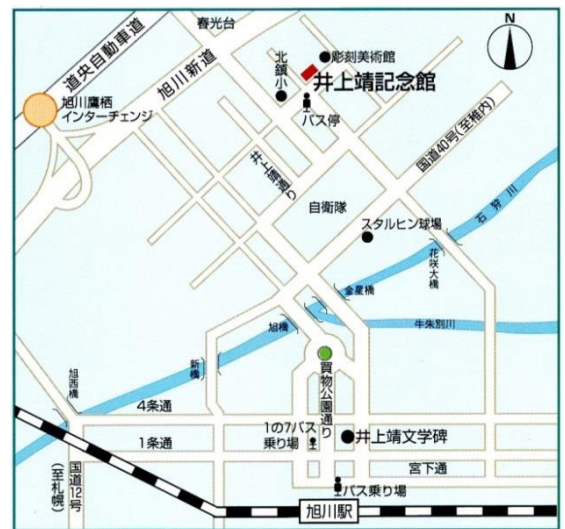 N
春光台
道央自動車道
旭川新道
北鎮小
彫刻美術館
井上靖記念館
バス停
旭川鷹栖
インターチェンジ
国道40号(至稚内)
井上靖通り
自衛隊
スタルヒン球場
石狩川
花咲大橋
金星橋
旭橋
牛朱別川
新橋
買物公園通り
旭西橋
4条通
1の7バス
乗り場
井上靖文学碑
1条通
宮下通
国道12号
(至札幌)
バス乗り場
旭川駅